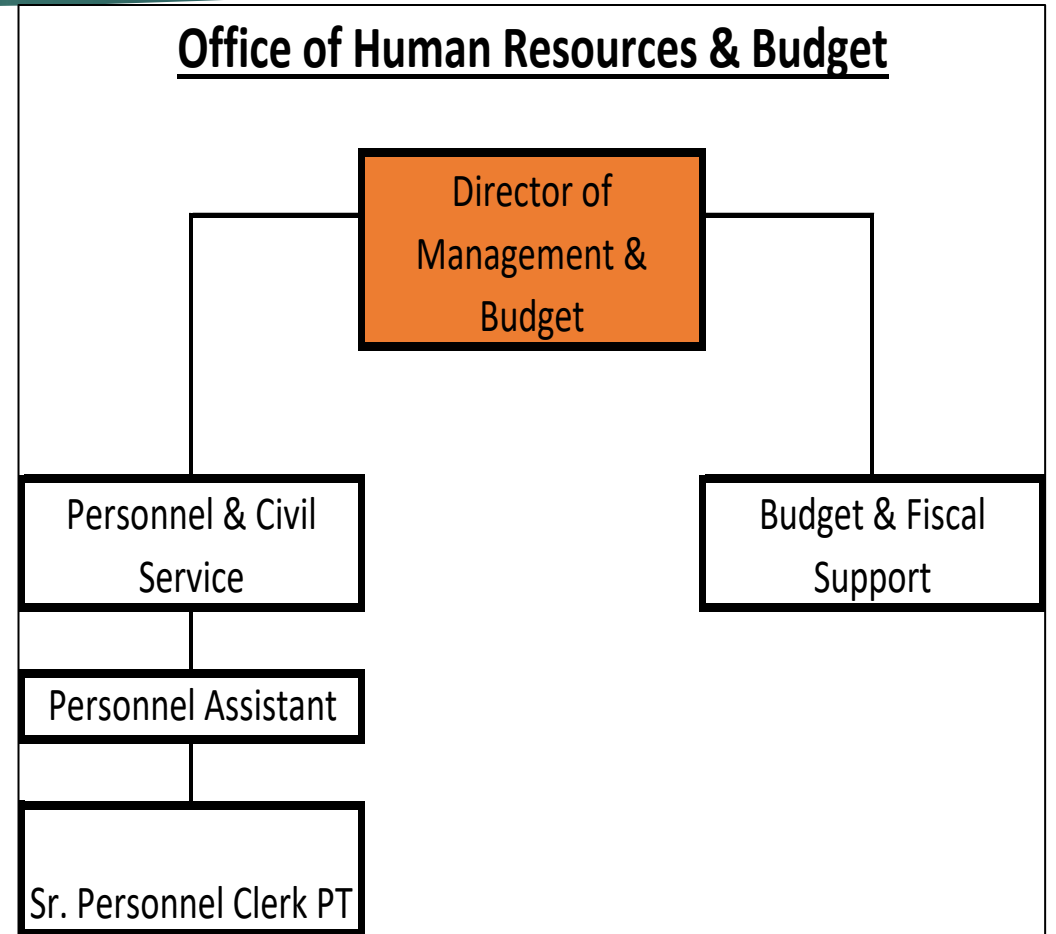 Office of Human Resources & Budget
Director of
Management &
Budget
Personnel & Civil
Service
Budget & Fiscal
Support
Personnel Assistant
Sr. Personnel Clerk PT